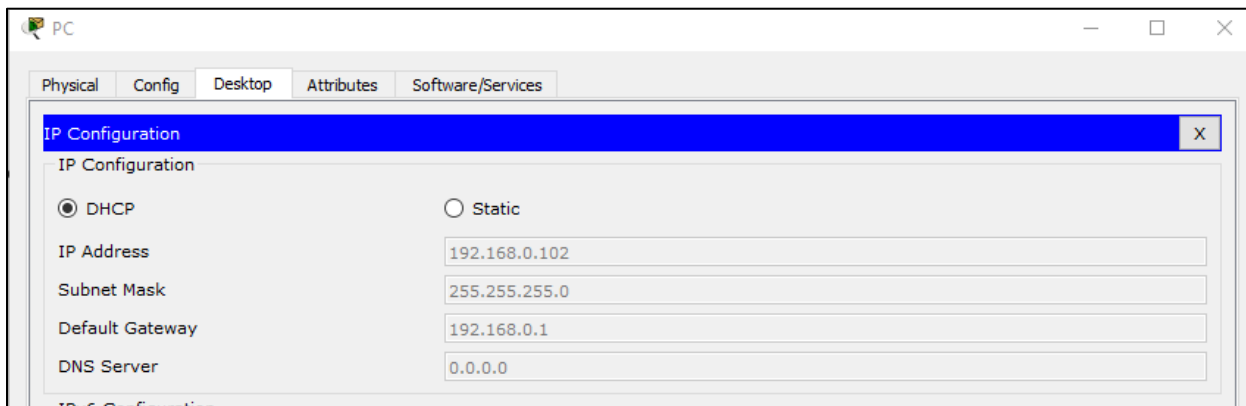 PC
Physical Config Desktop Attributes Software/Services
IP Configuration X
IP Configuration
DHCP Static
IP Address 192.168.0.102
Subnet Mask 255.255.255.0
Default Gateway 192.168.0.1
DNS Server 0.0.0.0